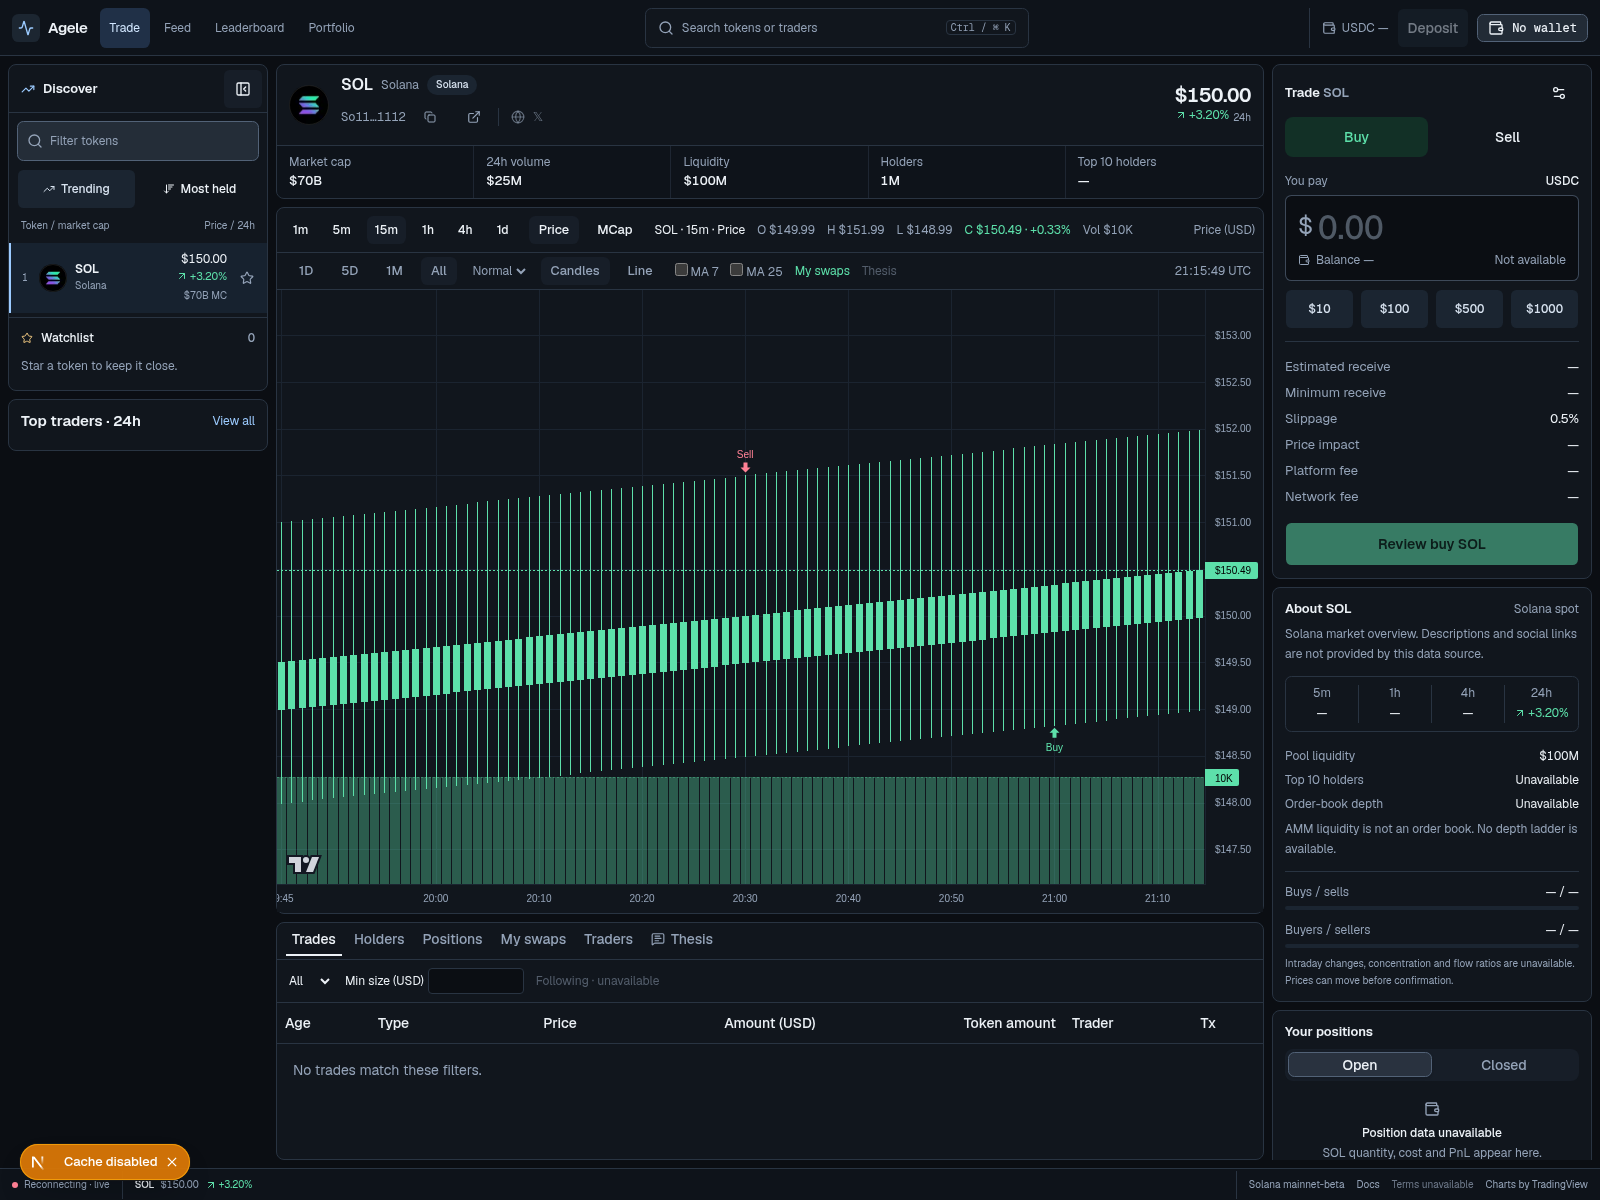 Agele
Trade
Feed
Leaderboard
Portfolio
Search tokens or traders
Ctrl / ⌘ K
USDC —
Deposit
No wallet
Discover
Filter tokens
Trending
Most held
Token / market cap
Price / 24h
1
SOL
Solana
$150.00
+3.20%
$70B MC
Watchlist
0
Star a token to keep it close.
Top traders · 24h
View all
SOL Solana Solana
So11…1112
$150.00
+3.20% 24h
Market cap
$70B
24h volume
$25M
Liquidity
$100M
Holders
1M
Top 10 holders
—
1m 5m 15m 1h 4h 1d Price MCap SOL · 15m · Price O $149.99 H $151.99 L $148.99 C $150.49 · +0.33% Vol $10K Price (USD)
1D 5D 1M All Normal Candles Line MA 7 MA 25 My swaps Thesis 21:15:49 UTC
$153.00
$152.50
$152.00
Sell
$151.50
$151.00
$150.49
$150.00
$149.50
$149.00
Buy
$148.50
10K
$148.00
$147.50
9:45 20:00 20:10 20:20 20:30 20:40 20:50 21:00 21:10
Trades Holders Positions My swaps Traders Thesis
All Min size (USD) Following · unavailable
Age Type Price Amount (USD) Token amount Trader Tx
No trades match these filters.
Trade SOL
Buy Sell
You pay USDC
$ 0.00
Balance — Not available
$10 $100 $500 $1000
Estimated receive —
Minimum receive —
Slippage 0.5%
Price impact —
Platform fee —
Network fee —
Review buy SOL
About SOL Solana spot
Solana market overview. Descriptions and social links
are not provided by this data source.
5m 1h 4h 24h
— — — +3.20%
Pool liquidity $100M
Top 10 holders Unavailable
Order-book depth Unavailable
AMM liquidity is not an order book. No depth ladder is
available.
Buys / sells — / —
Buyers / sellers — / —
Intraday changes, concentration and flow ratios are unavailable.
Prices can move before confirmation.
Your positions
Open Closed
Position data unavailable
SOL quantity, cost and PnL appear here.
Cache disabled
Reconnecting · live
SOL $150.00 +3.20%
Solana mainnet-beta Docs Terms unavailable Charts by TradingView